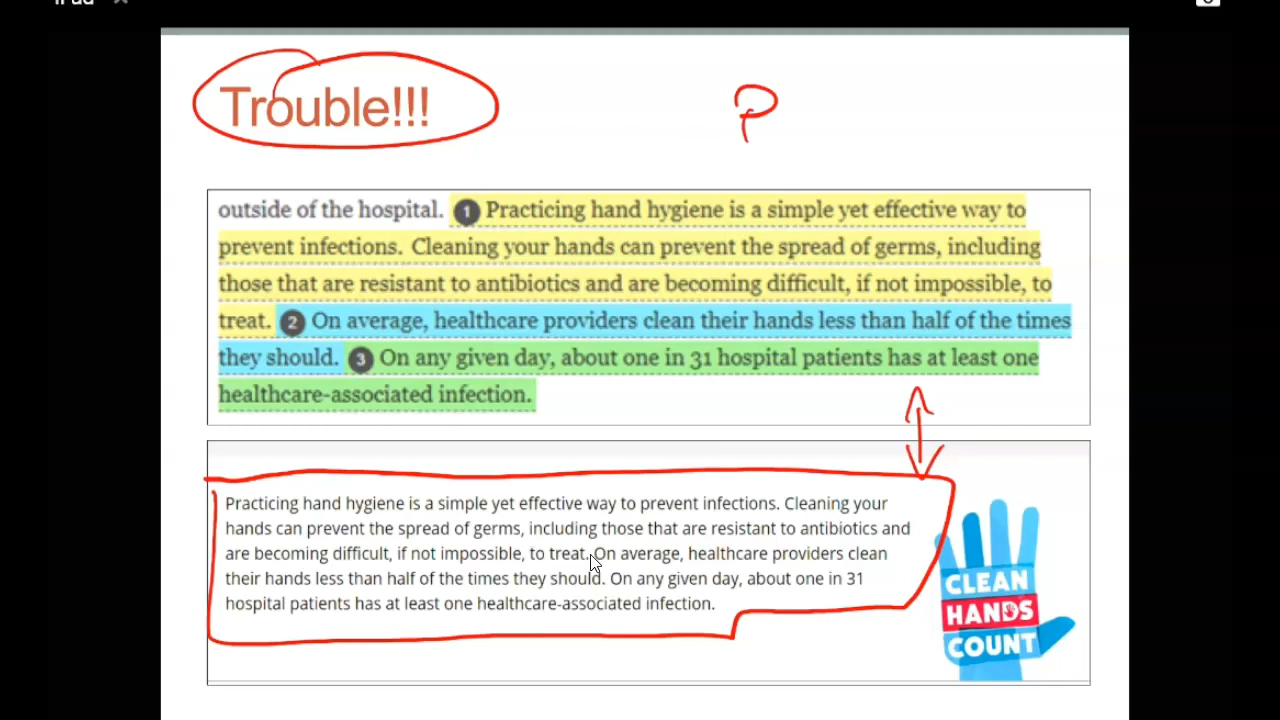 iPad
Trouble!!!
P
outside of the hospital. 1 Practicing hand hygiene is a simple yet effective way to
prevent infections. Cleaning your hands can prevent the spread of germs, including
those that are resistant to antibiotics and are becoming difficult, if not impossible, to
treat. 2 On average, healthcare providers clean their hands less than half of the times
they should. 3 On any given day, about one in 31 hospital patients has at least one
healthcare-associated infection.
Practicing hand hygiene is a simple yet effective way to prevent infections. Cleaning your
hands can prevent the spread of germs, including those that are resistant to antibiotics and
are becoming difficult, if not impossible, to treat. On average, healthcare providers clean
their hands less than half of the times they should. On any given day, about one in 31
hospital patients has at least one healthcare-associated infection.
CLEAN
HANDS
COUNT